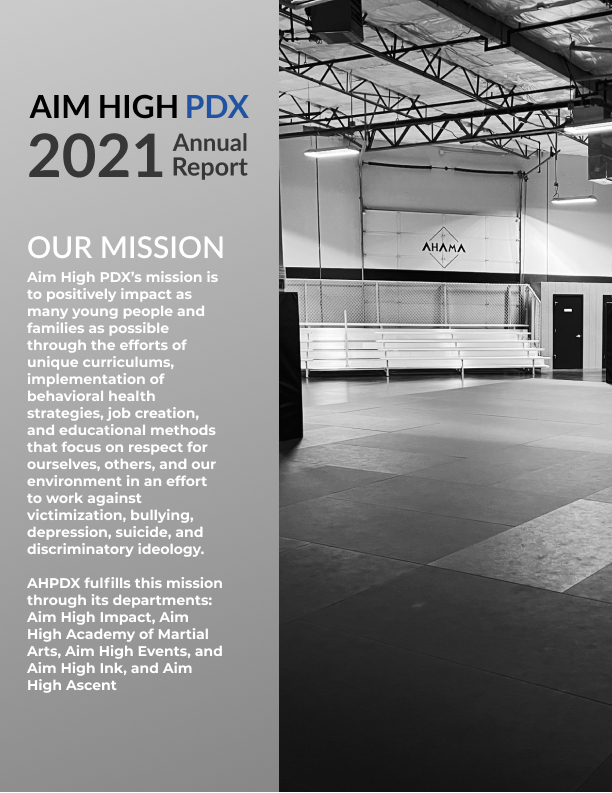 AIM HIGH PDX
2021 Annual
Report
OUR MISSION
Aim High PDX's mission is
to positively impact as
many young people and
families as possible
through the efforts of
unique curriculums,
implementation of
behavioral health
strategies, job creation,
and educational methods
that focus on respect for
ourselves, others, and our
environment in an effort
to work against
victimization, bullying,
depression, suicide, and
discriminatory ideology.
AHPDX fulfills this mission
through its departments:
Aim High Impact, Aim
High Academy of Martial
Arts, Aim High Events, and
Aim High Ink, and Aim
High Ascent
AHAMA